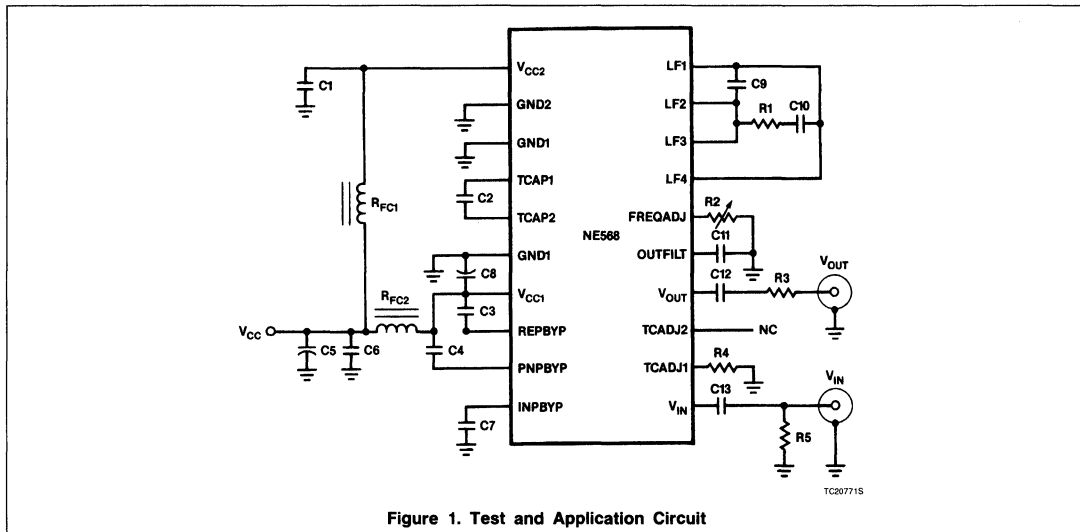 VCC2
GND2
GND1
TCAP1
TCAP2
GND1
VCC1
REPBYP
PNPBYP
INPBYP
NE568
LF1
LF2
LF3
LF4
FREQADJ
OUTFILT
VOUT
TCADJ2
TCADJ1
VIN
C1
C2
RFC1
C8
C3
RFC2
VCC
C5
C6
C4
C7
C9
R1
C10
R2
C11
C12
R3
VOUT
NC
R4
C13
VIN
R5
TC20771S
Figure 1. Test and Application Circuit